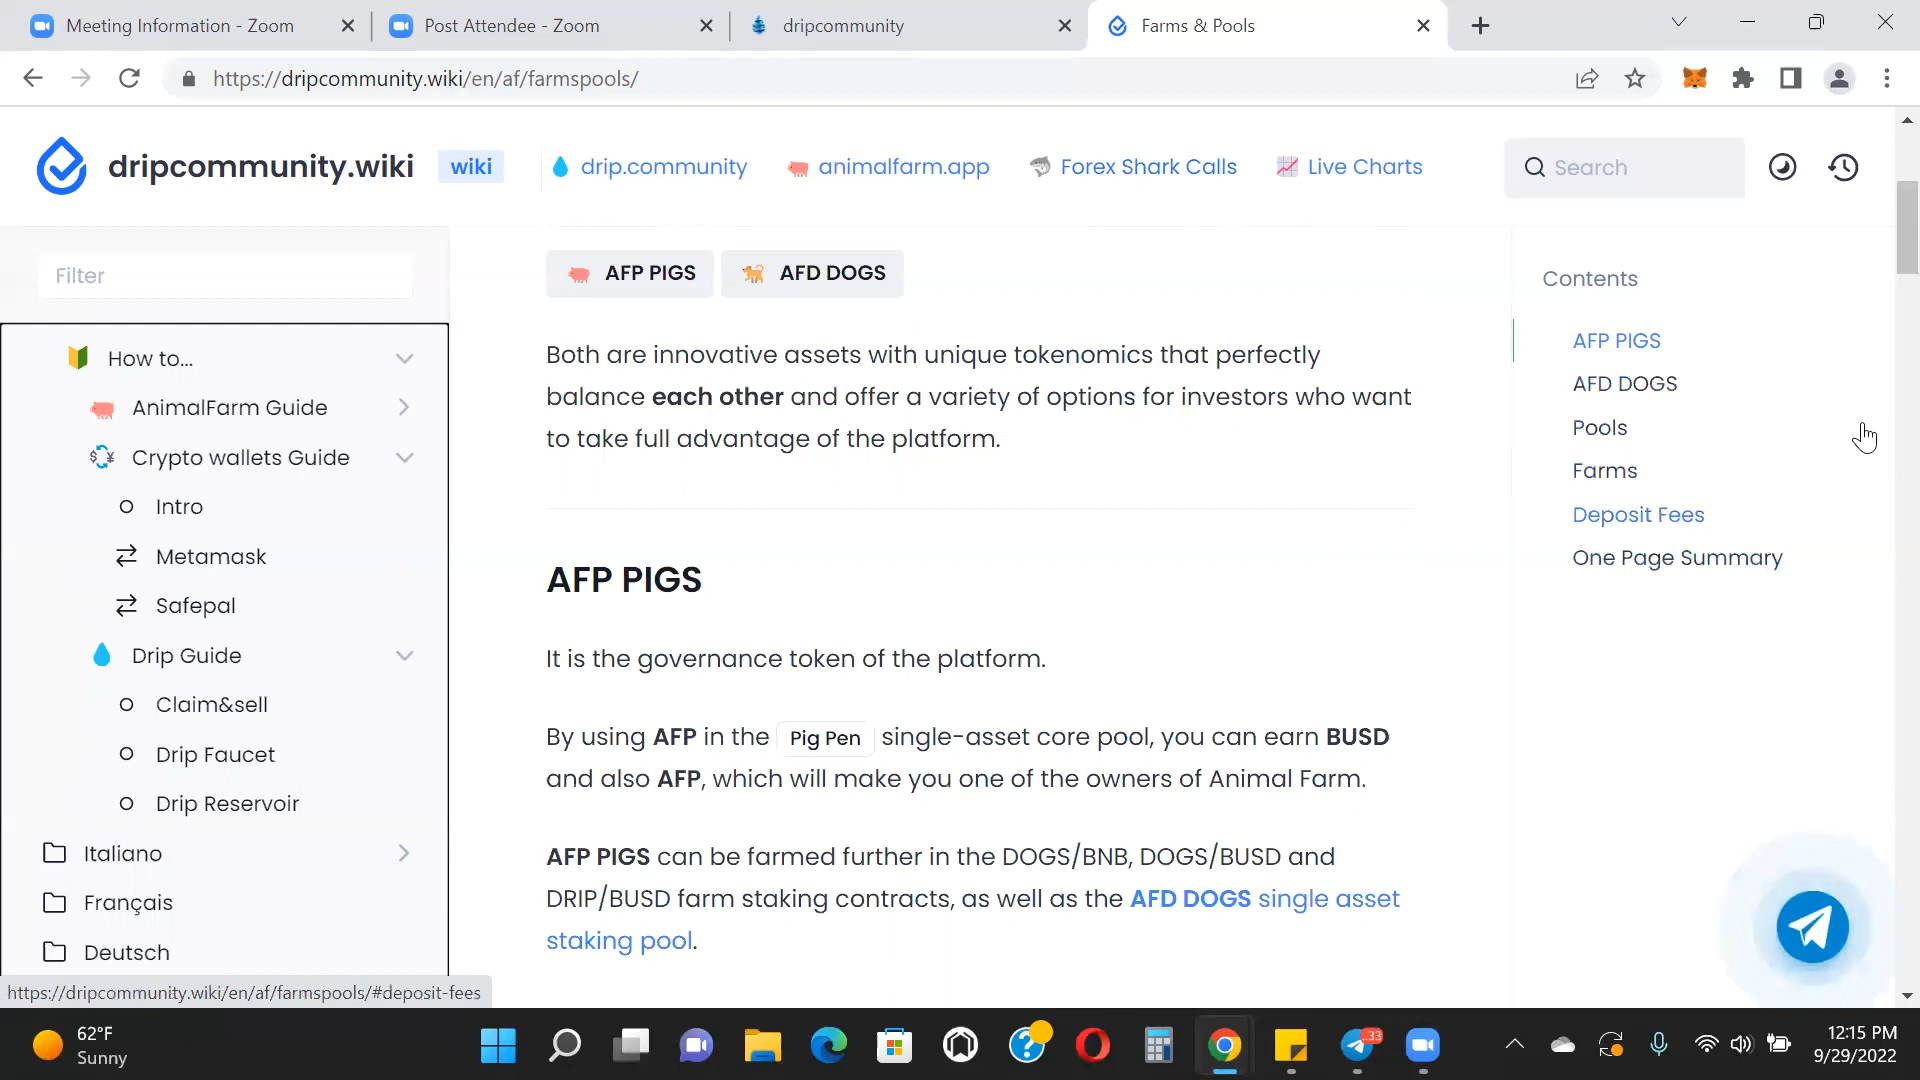 Meeting Information - Zoom
Post Attendee - Zoom
dripcommunity
Farms & Pools
https://dripcommunity.wiki/en/af/farmspools/
dripcommunity.wiki
wiki
drip.community
animalfarm.app
Forex Shark Calls
Live Charts
Search
Filter
How to...
AnimalFarm Guide
Crypto wallets Guide
Intro
Metamask
Safepal
Drip Guide
Claim&sell
Drip Faucet
Drip Reservoir
Italiano
Français
Deutsch
https://dripcommunity.wiki/en/af/farmspools/#deposit-fees
AFP PIGS
AFD DOGS
Both are innovative assets with unique tokenomics that perfectly
balance each other and offer a variety of options for investors who want
to take full advantage of the platform.
AFP PIGS
It is the governance token of the platform.
By using AFP in the Pig Pen single-asset core pool, you can earn BUSD
and also AFP, which will make you one of the owners of Animal Farm.
AFP PIGS can be farmed further in the DOGS/BNB, DOGS/BUSD and
DRIP/BUSD farm staking contracts, as well as the AFD DOGS single asset
staking pool.
Contents
AFP PIGS
AFD DOGS
Pools
Farms
Deposit Fees
One Page Summary
62°F
Sunny
33
12:15 PM
9/29/2022